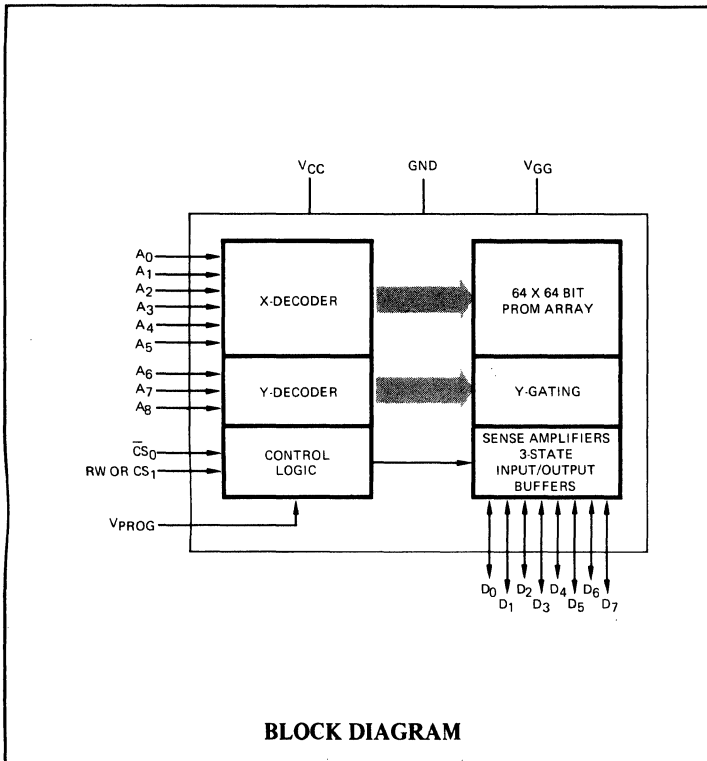 VCC GND VGG
A0
A1
A2
A3
A4
A5
X-DECODER
64 X 64 BIT
PROM ARRAY
A6
A7
A8
Y-DECODER
Y-GATING
CS0
RW OR CS1
CONTROL
LOGIC
SENSE AMPLIFIERS
3-STATE
INPUT/OUTPUT
BUFFERS
VPROG
D0 D1 D2 D3 D4 D5 D6 D7
BLOCK DIAGRAM